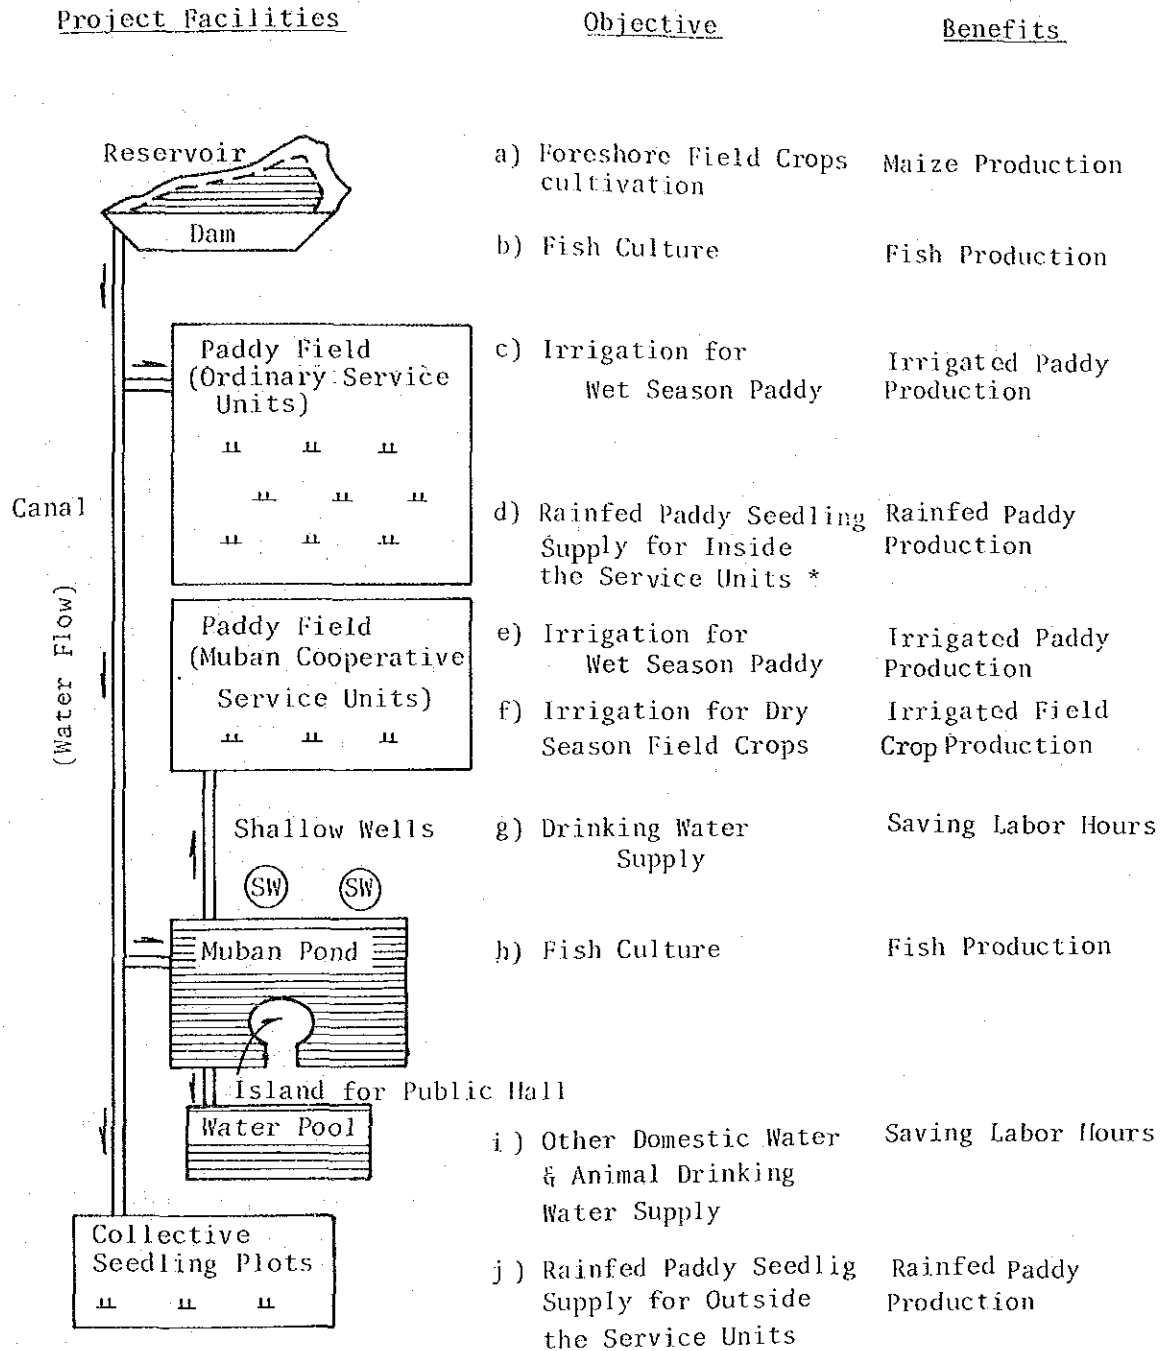 Project Facilities
Objective
Benefits
Reservoir
Dam
a) Foreshore Field Crops
cultivation
Maize Production
b) Fish Culture
Fish Production
Paddy Field
(Ordinary Service
Units)
c) Irrigation for
Wet Season Paddy
Irrigated Paddy
Production
Canal
(Water Flow)
d) Rainfed Paddy Seedling
Supply for Inside
the Service Units *
Rainfed Paddy
Production
Paddy Field
(Muban Cooperative
Service Units)
e) Irrigation for
Wet Season Paddy
Irrigated Paddy
Production
f) Irrigation for Dry
Season Field Crops
Irrigated Field
Crop Production
Shallow Wells
SW
SW
g) Drinking Water
Supply
Saving Labor Hours
Muban Pond
h) Fish Culture
Fish Production
Island for Public Hall
Water Pool
i) Other Domestic Water
& Animal Drinking
Water Supply
Saving Labor Hours
Collective
Seedling Plots
j) Rainfed Paddy Seedlig
Supply for Outside
the Service Units
Rainfed Paddy
Production